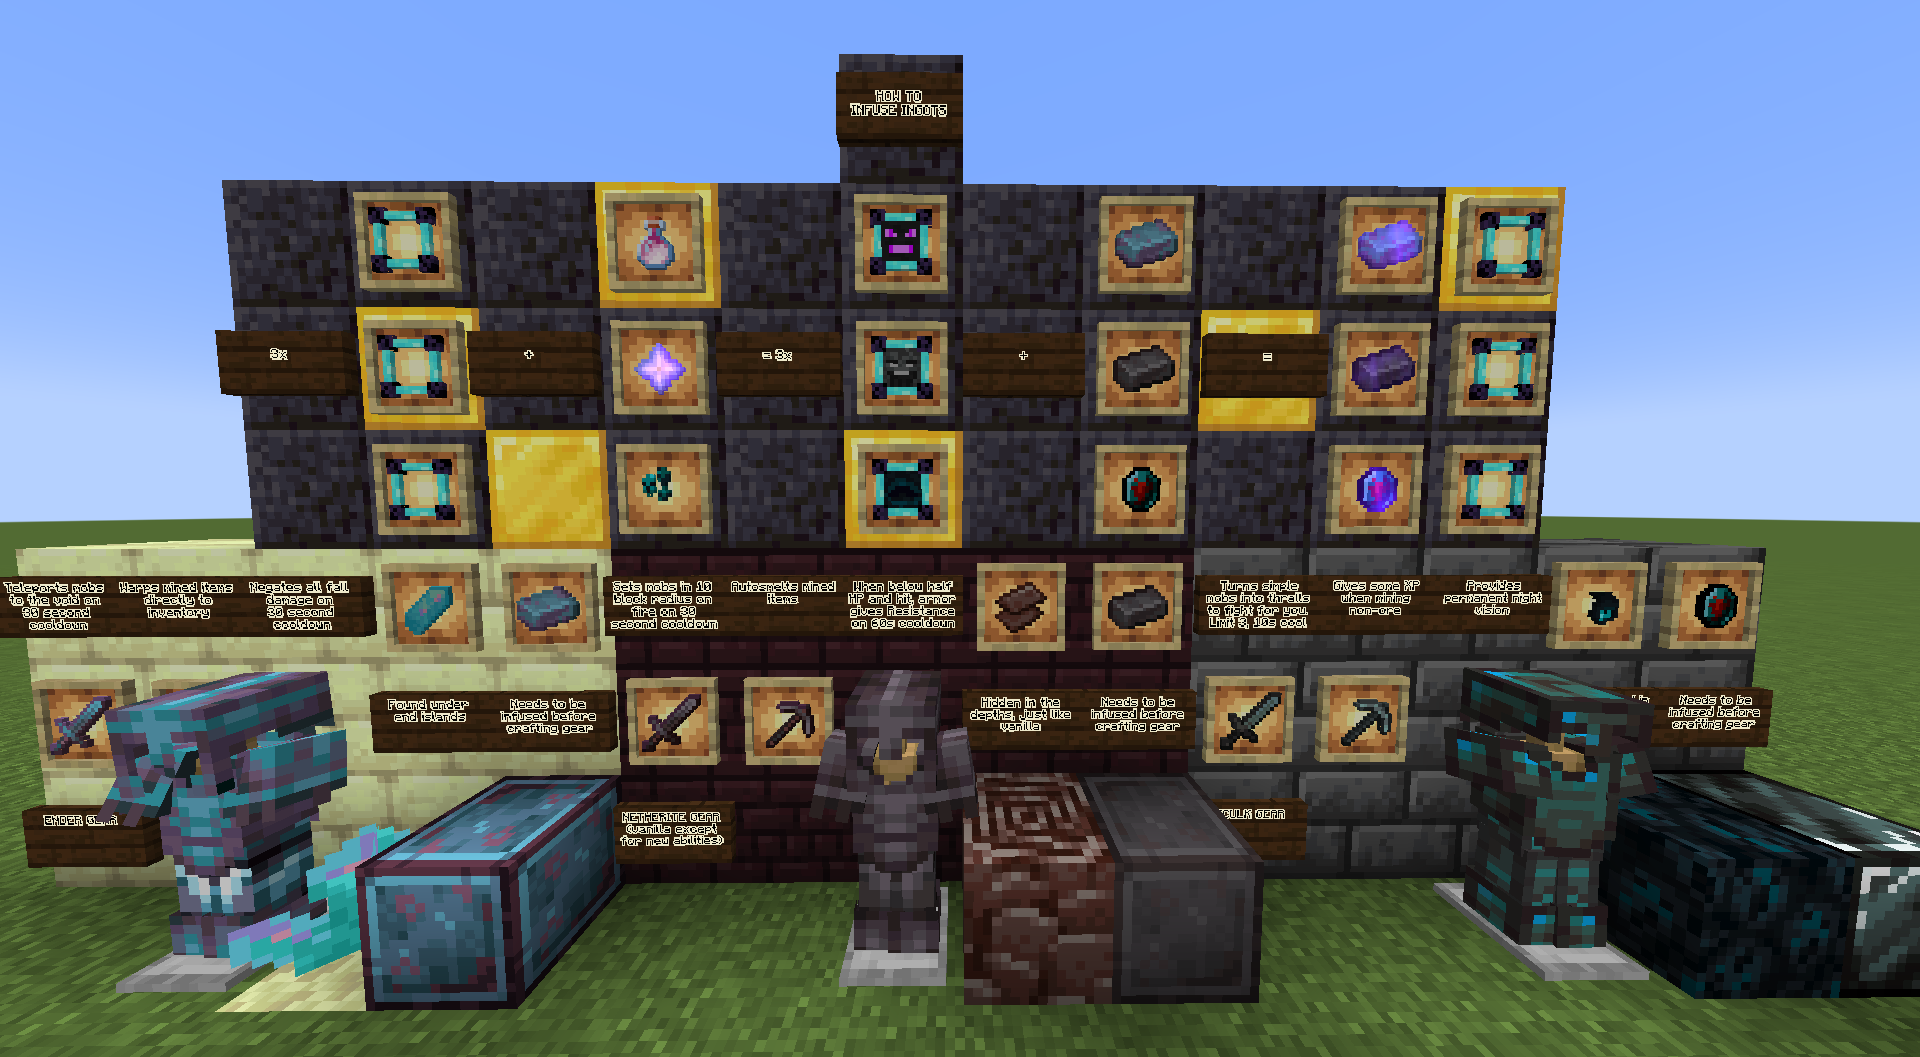 HOW TO
INFUSE INGOTS
3x
+
= 3x
+
=
Teleports mobs
to the void on
30 second
cooldown
Warps mined items
directly to
inventory
Negates all fall
damage on
30 second
cooldown
Sets mobs in 10
block radius on
fire on 30
second cooldown
Autosmelts mined
items
When below half
HP and hit, armor
gives Resistance
on 60s cooldown
Turns simple
mobs into thralls
to fight for you.
Limit 3, 10s cool
Gives some XP
when mining
non-ore
Provides
permanent night
vision
Found under
end islands
Needs to be
infused before
crafting gear
Hidden in the
depths, just like
vanilla
Needs to be
infused before
crafting gear
Needs to be
infused before
crafting gear
ENDER GEAR
NETHERITE GEAR
(vanilla except
for new abilities)
CULK GEAR